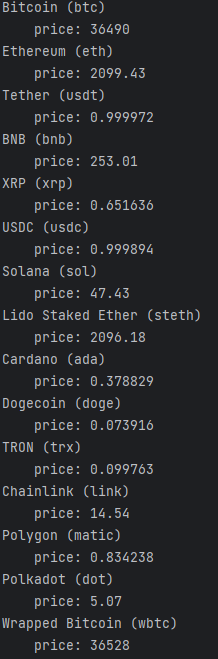 Bitcoin (btc)
    price: 36490
Ethereum (eth)
    price: 2099.43
Tether (usdt)
    price: 0.999972
BNB (bnb)
    price: 253.01
XRP (xrp)
    price: 0.651636
USDC (usdc)
    price: 0.999894
Solana (sol)
    price: 47.43
Lido Staked Ether (steth)
    price: 2096.18
Cardano (ada)
    price: 0.378829
Dogecoin (doge)
    price: 0.073916
TRON (trx)
    price: 0.099763
Chainlink (link)
    price: 14.54
Polygon (matic)
    price: 0.834238
Polkadot (dot)
    price: 5.07
Wrapped Bitcoin (wbtc)
    price: 36528